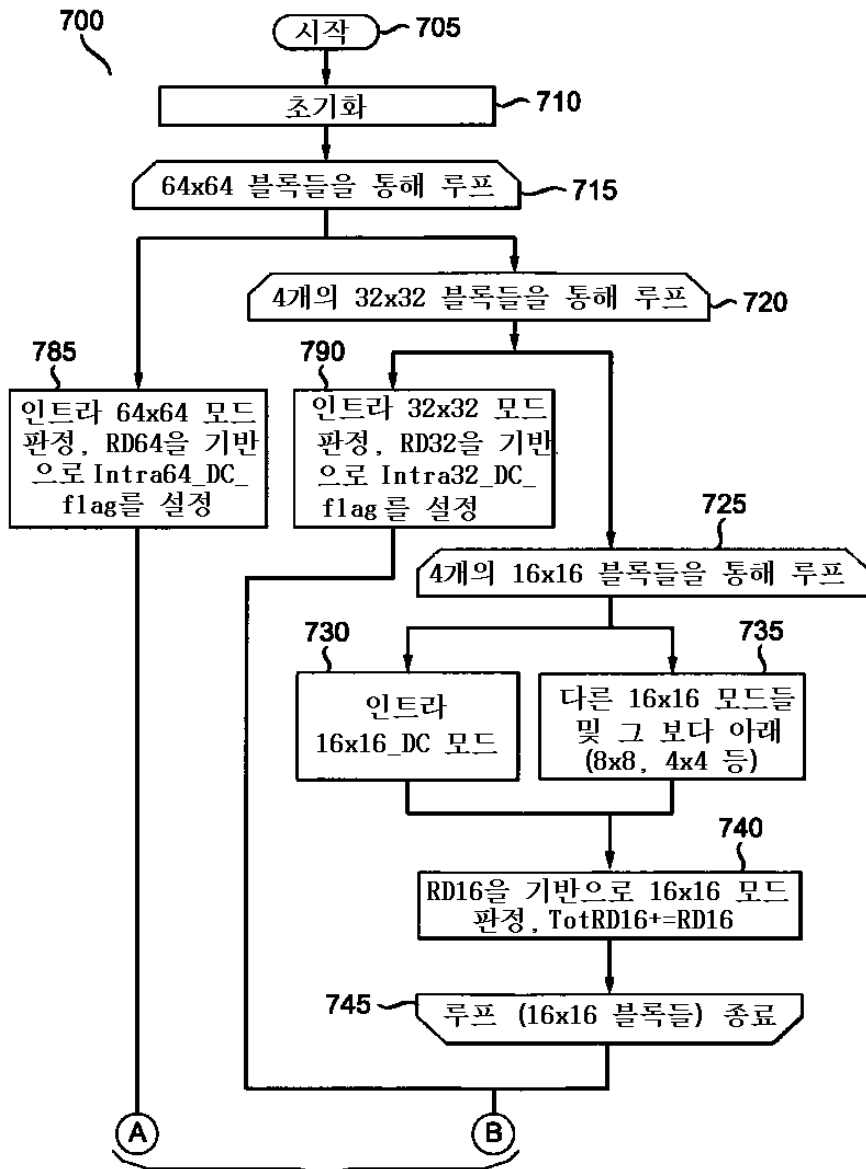 700
시작
705
초기화
710
64x64 블록들을 통해 루프
715
4개의 32x32 블록들을 통해 루프
720
785
인트라 64x64 모드
판정, RD64을 기반
으로 Intra64_DC_
flag를 설정
790
인트라 32x32 모드
판정, RD32을 기반
으로 Intra32_DC_
flag를 설정
725
4개의 16x16 블록들을 통해 루프
730
인트라
16x16_DC 모드
735
다른 16x16 모드들
및 그 보다 아래
(8x8, 4x4 등)
740
RD16을 기반으로 16x16 모드
판정, TotRD16+=RD16
745
루프 (16x16 블록들) 종료
A
B